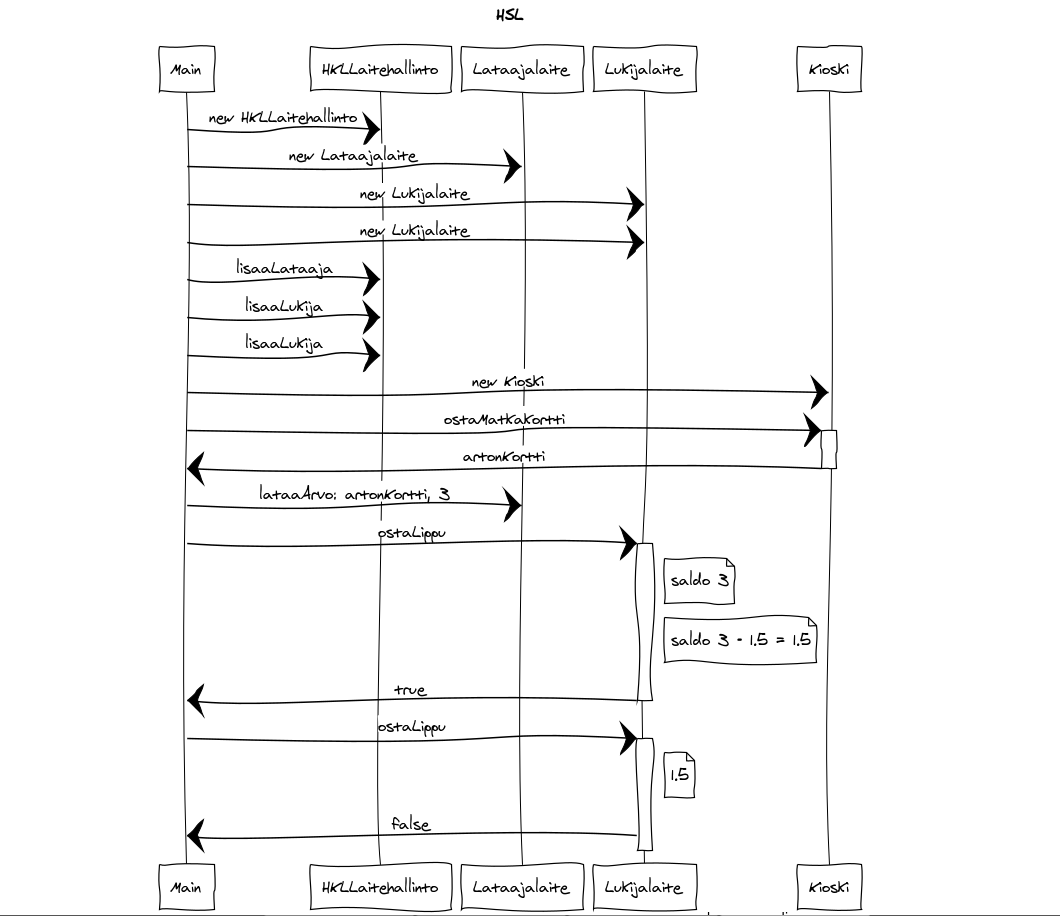 HSL
Main
HKLLaitehallinto
Lataajalaite
Lukijalaite
Kioski
new HKLLaitehallinto
new Lataajalaite
new Lukijalaite
new Lukijalaite
lisaaLataaja
lisaaLukija
lisaaLukija
new Kioski
ostaMatkakortti
artonKortti
lataaArvo: artonKortti, 3
ostaLippu
saldo 3
saldo 3 - 1.5 = 1.5
true
ostaLippu
1.5
false
Main
HKLLaitehallinto
Lataajalaite
Lukijalaite
Kioski